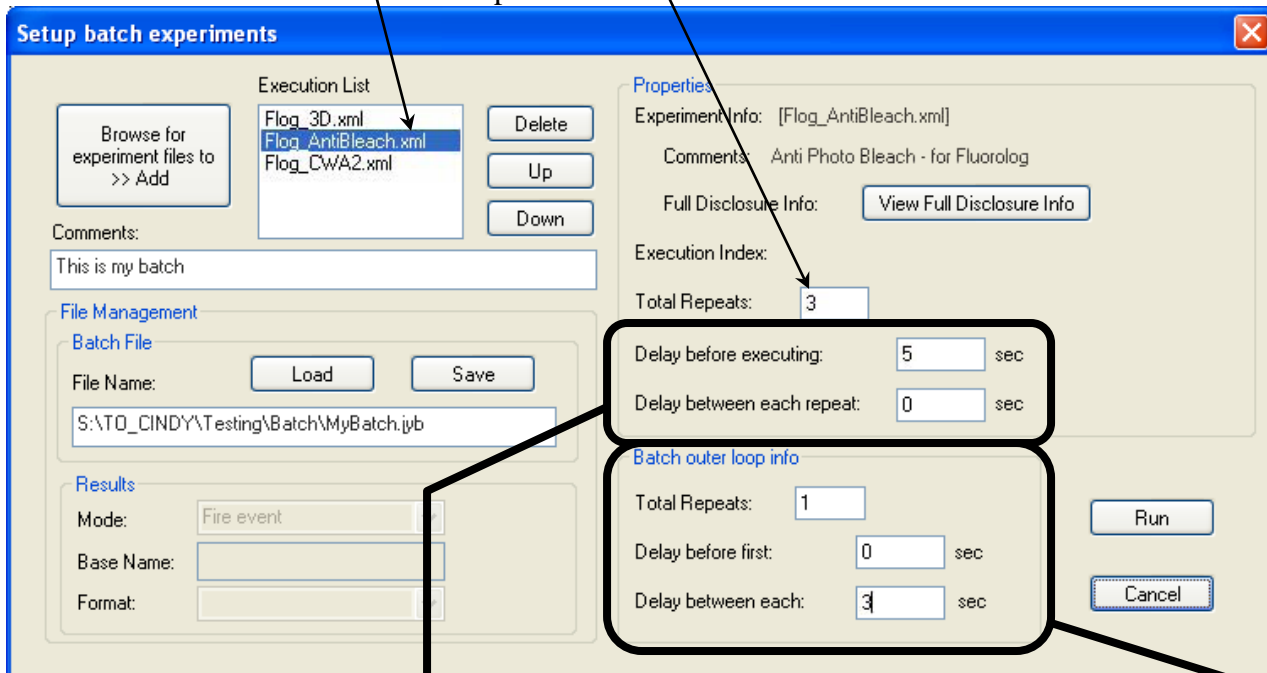 Setup batch experiments
Execution List
Browse for
experiment files to
>> Add
Flog_3D.xml
Flog_AntiBleach.xml
Flog_CWA2.xml
Delete
Up
Down
Comments:
This is my batch
File Management
Batch File
File Name:
Load
Save
S:\TO_CINDY\Testing\Batch\MyBatch.jyb
Results
Mode:
Fire event
Base Name:
Format:
Properties
Experiment Info: [Flog_AntiBleach.xml]
Comments: Anti Photo Bleach - for Fluorolog
Full Disclosure Info: View Full Disclosure Info
Execution Index:
Total Repeats: 3
Delay before executing: 5 sec
Delay between each repeat: 0 sec
Batch outer loop info
Total Repeats: 1
Delay before first: 0 sec
Delay between each: 3 sec
Run
Cancel